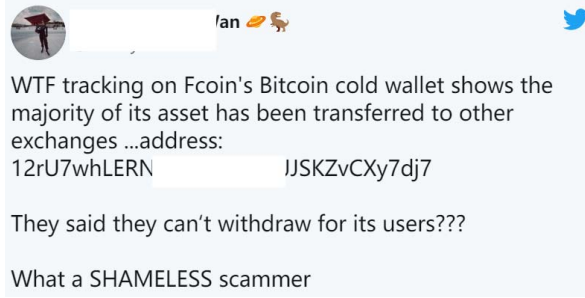 WTF tracking on Fcoin's Bitcoin cold wallet shows the
majority of its asset has been transferred to other
exchanges ...address:
12rU7whLERN JJSKZvCXy7dj7
They said they can't withdraw for its users???
What a SHAMELESS scammer